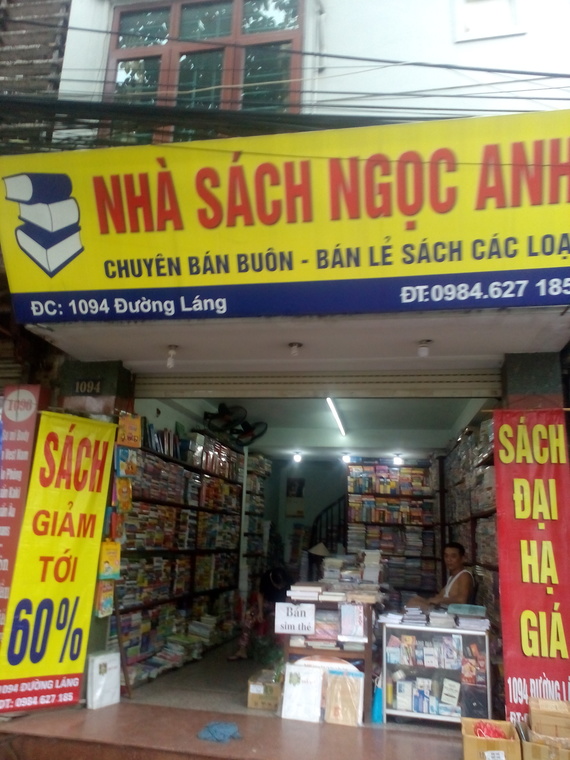 NHÀ SÁCH NGỌC ANH
CHUYÊN BÁN BUÔN - BÁN LẺ SÁCH CÁC LOẠ
ĐC: 1094 Đường Láng
ĐT:0984.627 185
1094
SÁCH
GIẢM
TỚI
60%
1094 ĐƯỜNG LÁNG
ĐT: 0984.627 185
Bán
sim thẻ
SÁCH
ĐẠI
HẠ
GIÁ
1094 ĐƯỜNG